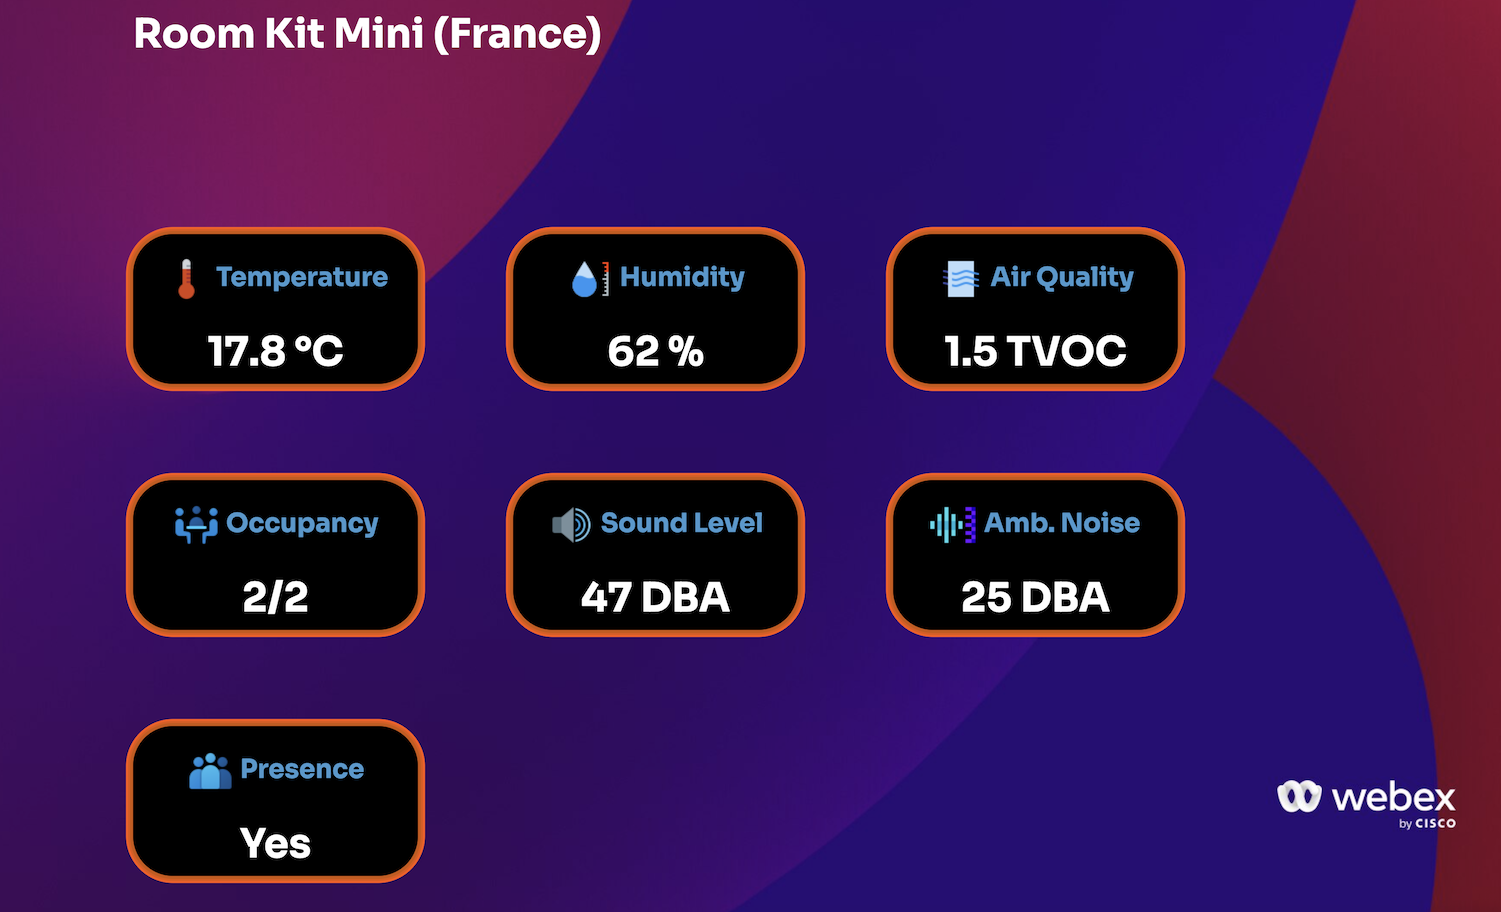 Room Kit Mini (France)
Temperature
17.8 °C
Humidity
62 %
Air Quality
1.5 TVOC
Occupancy
2/2
Sound Level
47 DBA
Amb. Noise
25 DBA
Presence
Yes
webex
by CISCO